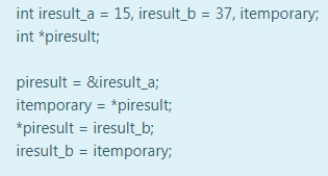 int iresult_a = 15, iresult_b = 37, itemporary;
int *piresult;
piresult = &iresult_a;
itemporary = *piresult;
*piresult = iresult_b;
iresult_b = itemporary;